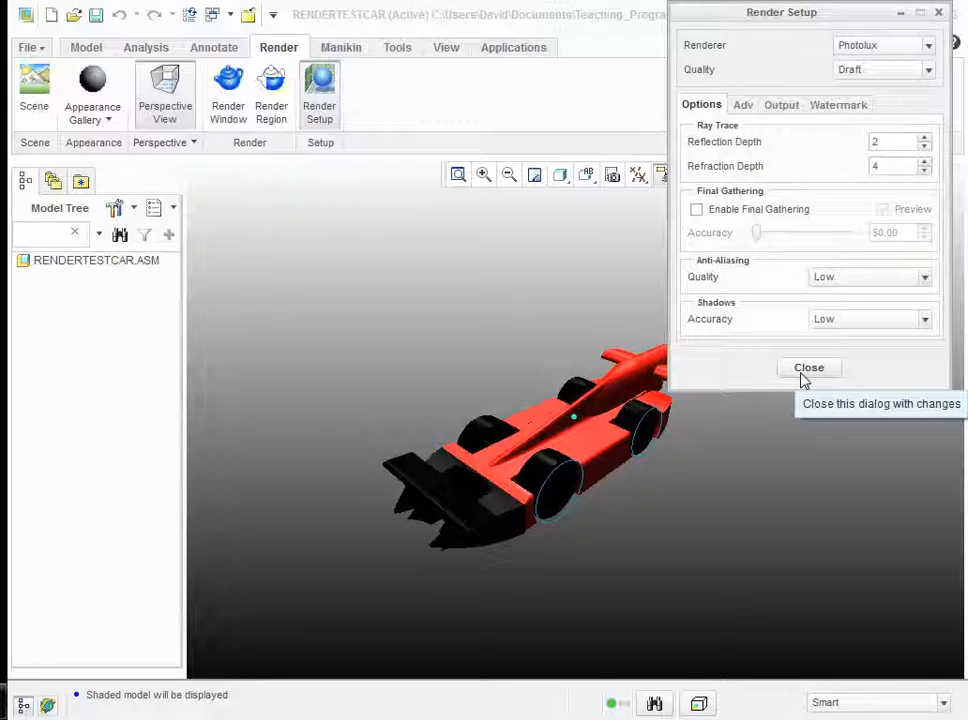 RENDERTESTCAR (Active) C:\Users\David\Documents\Teaching_Progra
Render Setup
File
Model
Analysis
Annotate
Render
Manikin
Tools
View
Applications
Scene
Appearance
Gallery
Perspective
View
Render
Window
Render
Region
Render
Setup
Scene
Appearance
Perspective
Render
Setup
Renderer
Photolux
Quality
Draft
Options
Adv
Output
Watermark
Ray Trace
Reflection Depth
2
Refraction Depth
4
Final Gathering
Enable Final Gathering
Preview
Accuracy
50.00
Anti-Aliasing
Quality
Low
Shadows
Accuracy
Low
Close
Close this dialog with changes
Model Tree
RENDERTESTCAR.ASM
Shaded model will be displayed
Smart